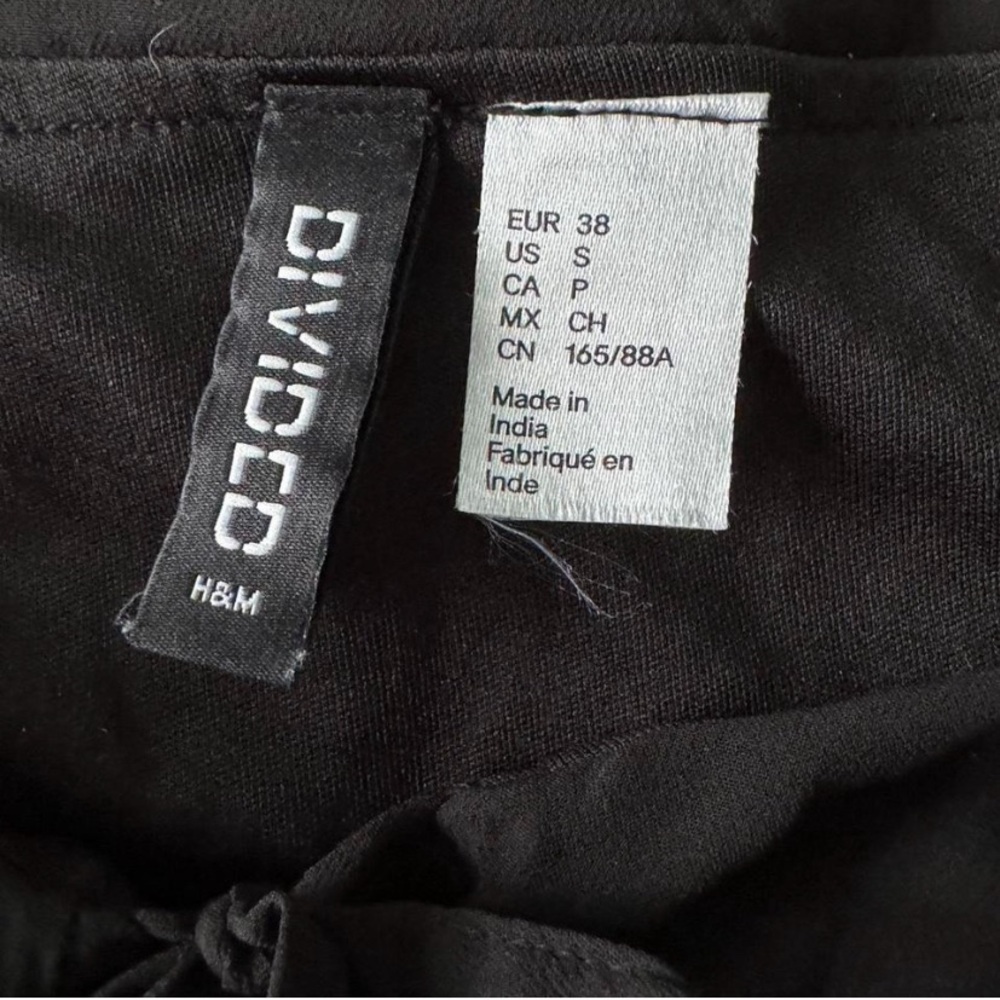 DIVIDED
H&M
EUR 38
US S
CA P
MX CH
CN 165/88A
Made in
India
Fabriqué en
Inde